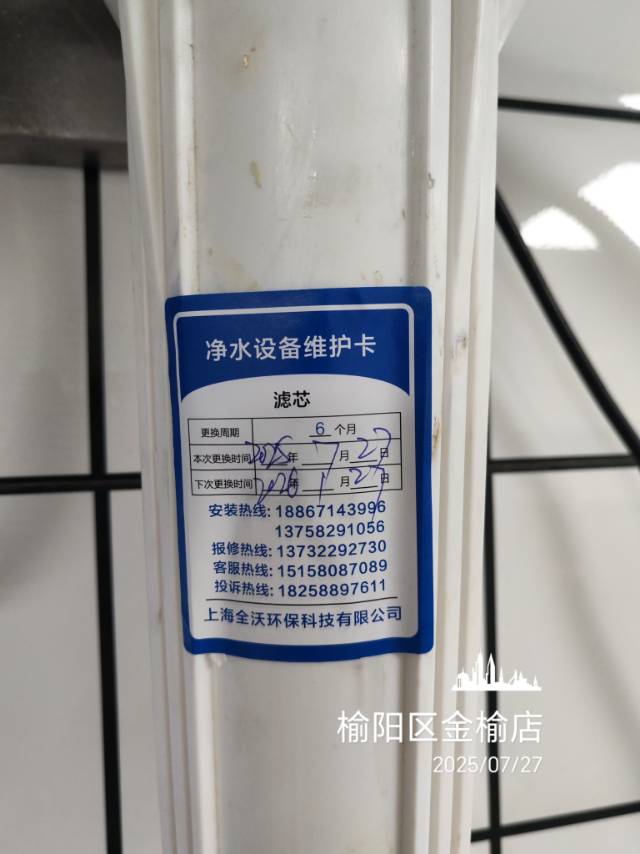 净水设备维护卡
滤芯
更换周期 6 个月
本次更换时间 2025 年 7 月 27 日
下次更换时间 2026 年 1 月 27 日
安装热线: 18867143996
13758291056
报修热线: 13732292730
客服热线: 15158087089
投诉热线: 18258897611
上海全沃环保科技有限公司
榆阳区金榆店
2025/07/27